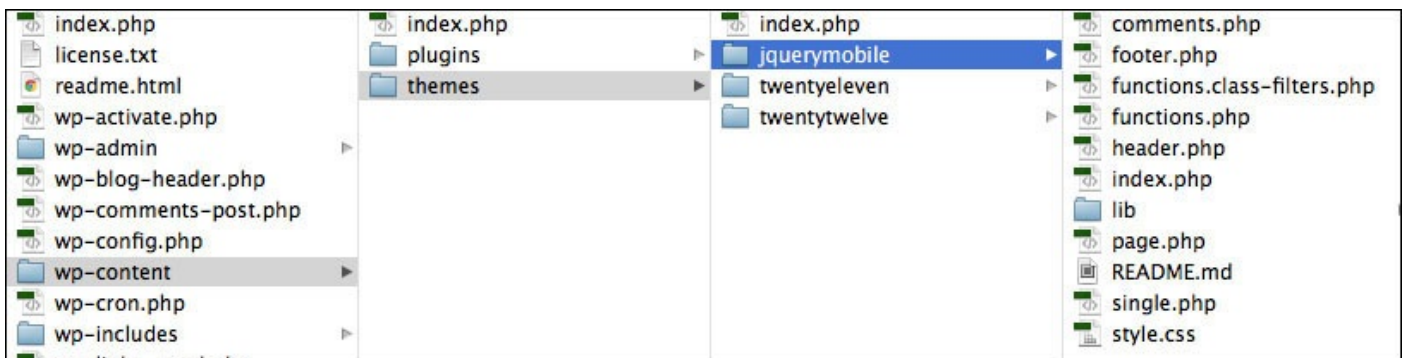 index.php
license.txt
readme.html
wp-activate.php
wp-admin
wp-blog-header.php
wp-comments-post.php
wp-config.php
wp-content
wp-cron.php
wp-includes
index.php
plugins
themes
index.php
jquerymobile
twentyeleven
twentytwelve
comments.php
footer.php
functions.class-filters.php
functions.php
header.php
index.php
lib
page.php
README.md
single.php
style.css